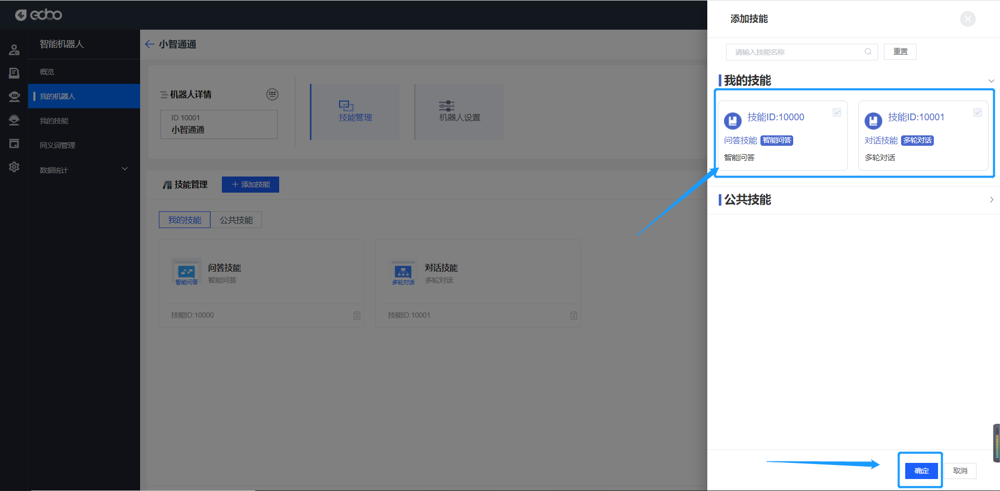 edbo
智能机器人
概览
我的机器人
我的技能
同义词管理
数据统计
小智通通
机器人详情
ID 10001
小智通通
技能管理
机器人设置
技能管理
+ 添加技能
我的技能
公共技能
智能问答
问答技能
智能问答
技能ID:10000
多轮对话
对话技能
多轮对话
技能ID:10001
添加技能
请输入技能名称
重置
我的技能
技能ID:10000
问答技能 智能问答
智能问答
技能ID:10001
对话技能 多轮对话
多轮对话
公共技能
确定
取消